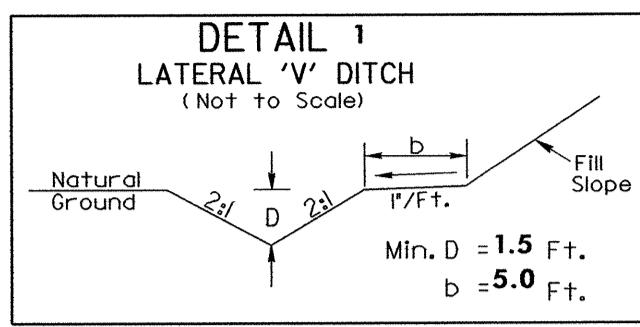 DETAIL 1
LATERAL 'V' DITCH
(Not to Scale)
b
Natural
Ground
2:1
D
2:1
1"/Ft.
Fill
Slope
Min. D = 1.5 Ft.
b = 5.0 Ft.